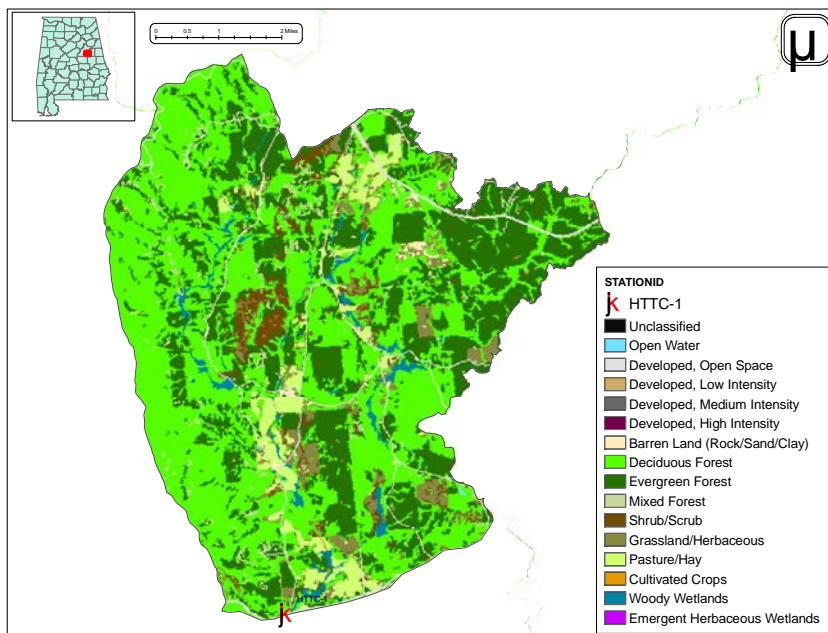 0 0.5 1 2 Miles
µ
STATIONID
jk HTTC-1
Unclassified
Open Water
Developed, Open Space
Developed, Low Intensity
Developed, Medium Intensity
Developed, High Intensity
Barren Land (Rock/Sand/Clay)
Deciduous Forest
Evergreen Forest
Mixed Forest
Shrub/Scrub
Grassland/Herbaceous
Pasture/Hay
Cultivated Crops
Woody Wetlands
Emergent Herbaceous Wetlands
HTTC-1
jk